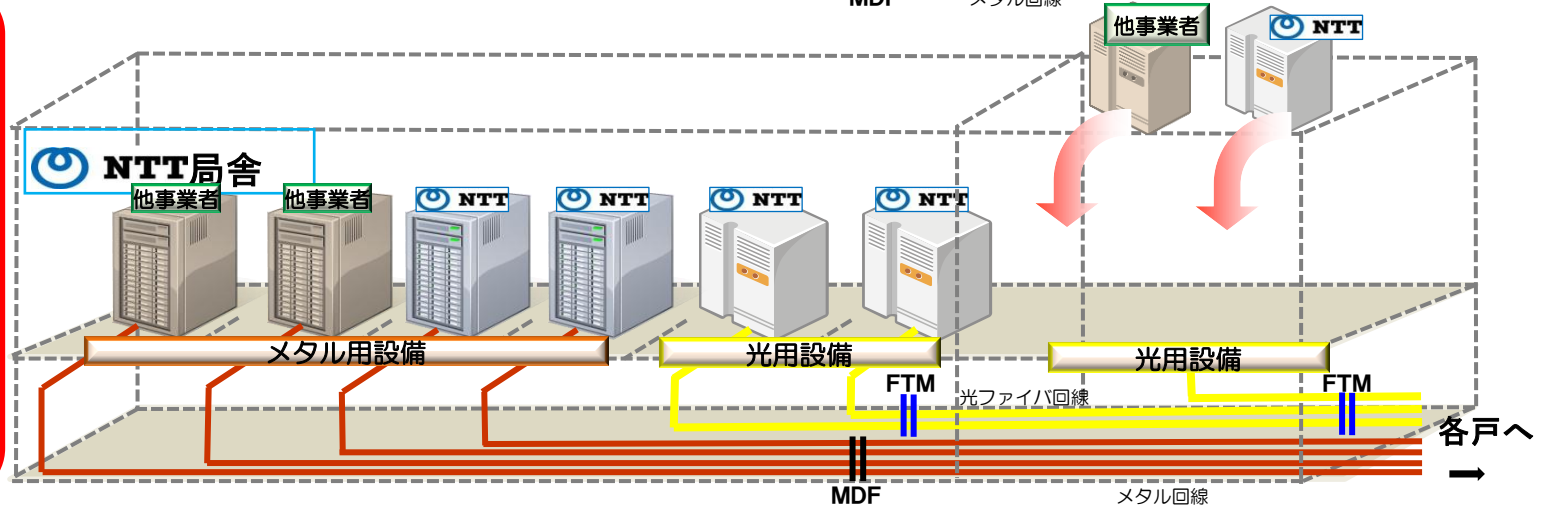 MDF
メタル回線
他事業者
NTT
NTT局舎
他事業者
他事業者
NTT
NTT
NTT
NTT
メタル用設備
光用設備
光用設備
FTM
光ファイバ回線
FTM
各戸へ
➡
MDF
メタル回線